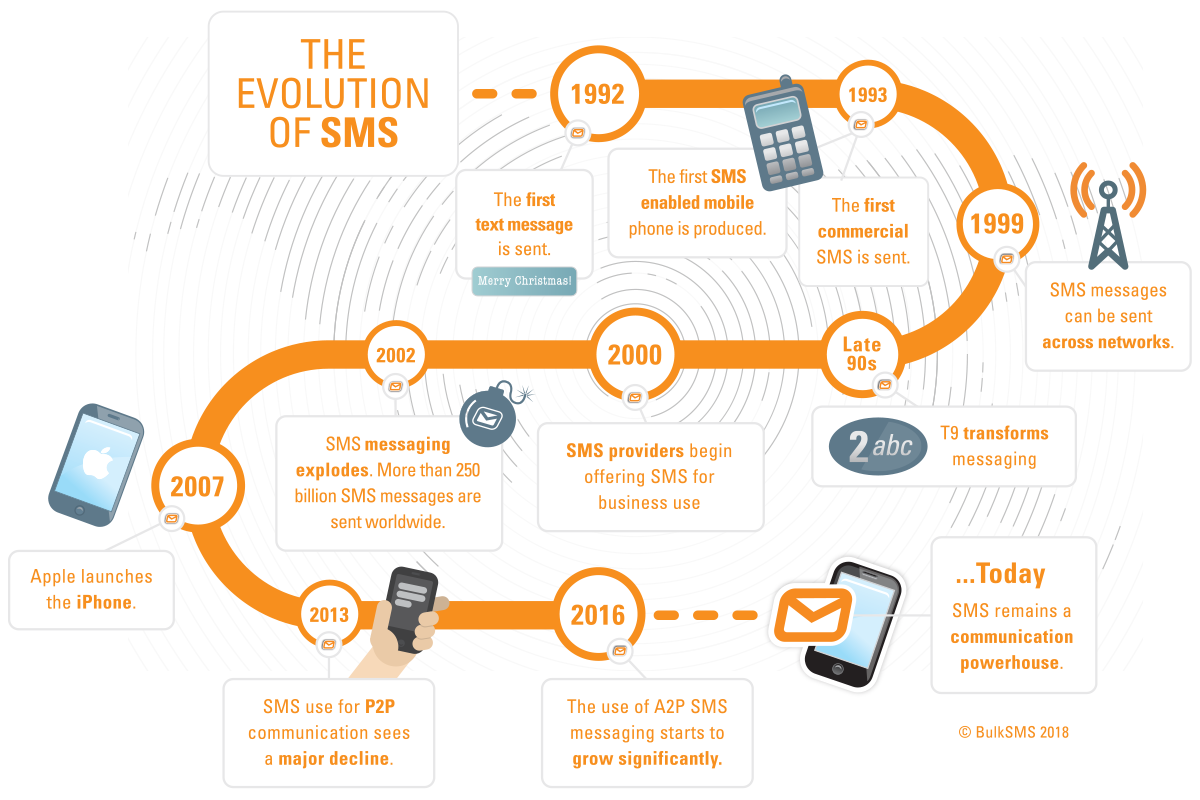 THE
EVOLUTION
OF SMS
1992
The first
text message
is sent.
Merry Christmas!
1993
The first SMS
enabled mobile
phone is produced.
The first
commercial
SMS is sent.
1999
SMS messages
can be sent
across networks.
Late
90s
2 abc
T9 transforms
messaging
2000
SMS providers begin
offering SMS for
business use
2002
SMS messaging
explodes. More than 250
billion SMS messages are
sent worldwide.
2007
Apple launches
the iPhone.
2013
SMS use for P2P
communication sees
a major decline.
2016
The use of A2P SMS
messaging starts to
grow significantly.
...Today
SMS remains a
communication
powerhouse.
© BulkSMS 2018